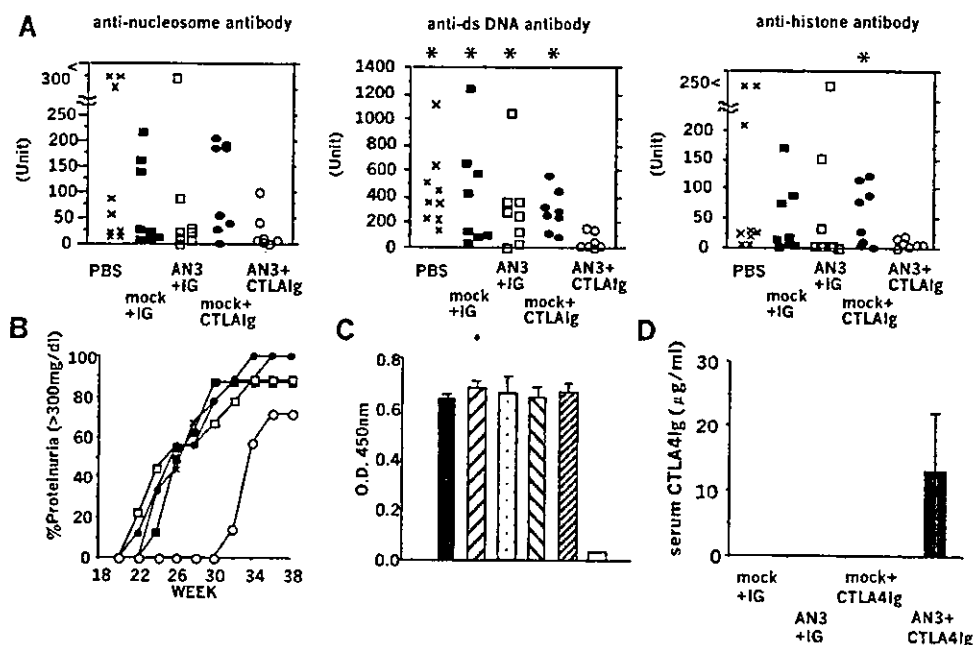 A
anti-nucleosome antibody
anti-ds DNA antibody
anti-histone antibody
* * * *
*
(Unit)
300<
250
200
150
100
50
0
PBS
mock
+IG
AN3
+IG
mock+
CTLAIg
AN3+
CTLAIg
(Unit)
1400
1200
1000
800
600
400
200
0
PBS
mock
+IG
AN3
+IG
mock+
CTLAIg
AN3+
CTLAIg
(Unit)
250<
150
100
50
0
PBS
mock
+IG
AN3
+IG
mock+
CTLAIg
AN3+
CTLAIg
B
%Proteinuria (>300mg/dl)
100
80
60
40
20
0
18 22 26 30 34 38
WEEK
C
O.D. 450nm
0.8
0.6
0.4
0.2
0.0
D
serum CTLA4Ig (μg/ml)
30
20
10
0
mock
+IG
AN3
+IG
mock+
CTLA4Ig
AN3+
CTLA4Ig